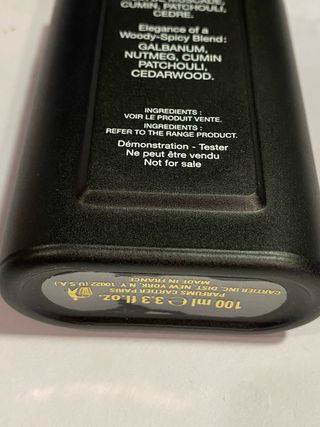 CUMIN, PATCHOULI,
CEDRE.
Elegance of a
Woody-Spicy Blend:
GALBANUM,
NUTMEG, CUMIN
PATCHOULI,
CEDARWOOD.
INGREDIENTS :
VOIR LE PRODUIT VENTE.
INGREDIENTS :
REFER TO THE RANGE PRODUCT.
Démonstration - Tester
Ne peut être vendu
Not for sale
100 ml e 3.3 fl.oz.
PARFUMS CARTIER PARIS
CARTIER INC. DIST. NEW YORK, N.Y. 10022 (U.S.A.)
MADE IN FRANCE